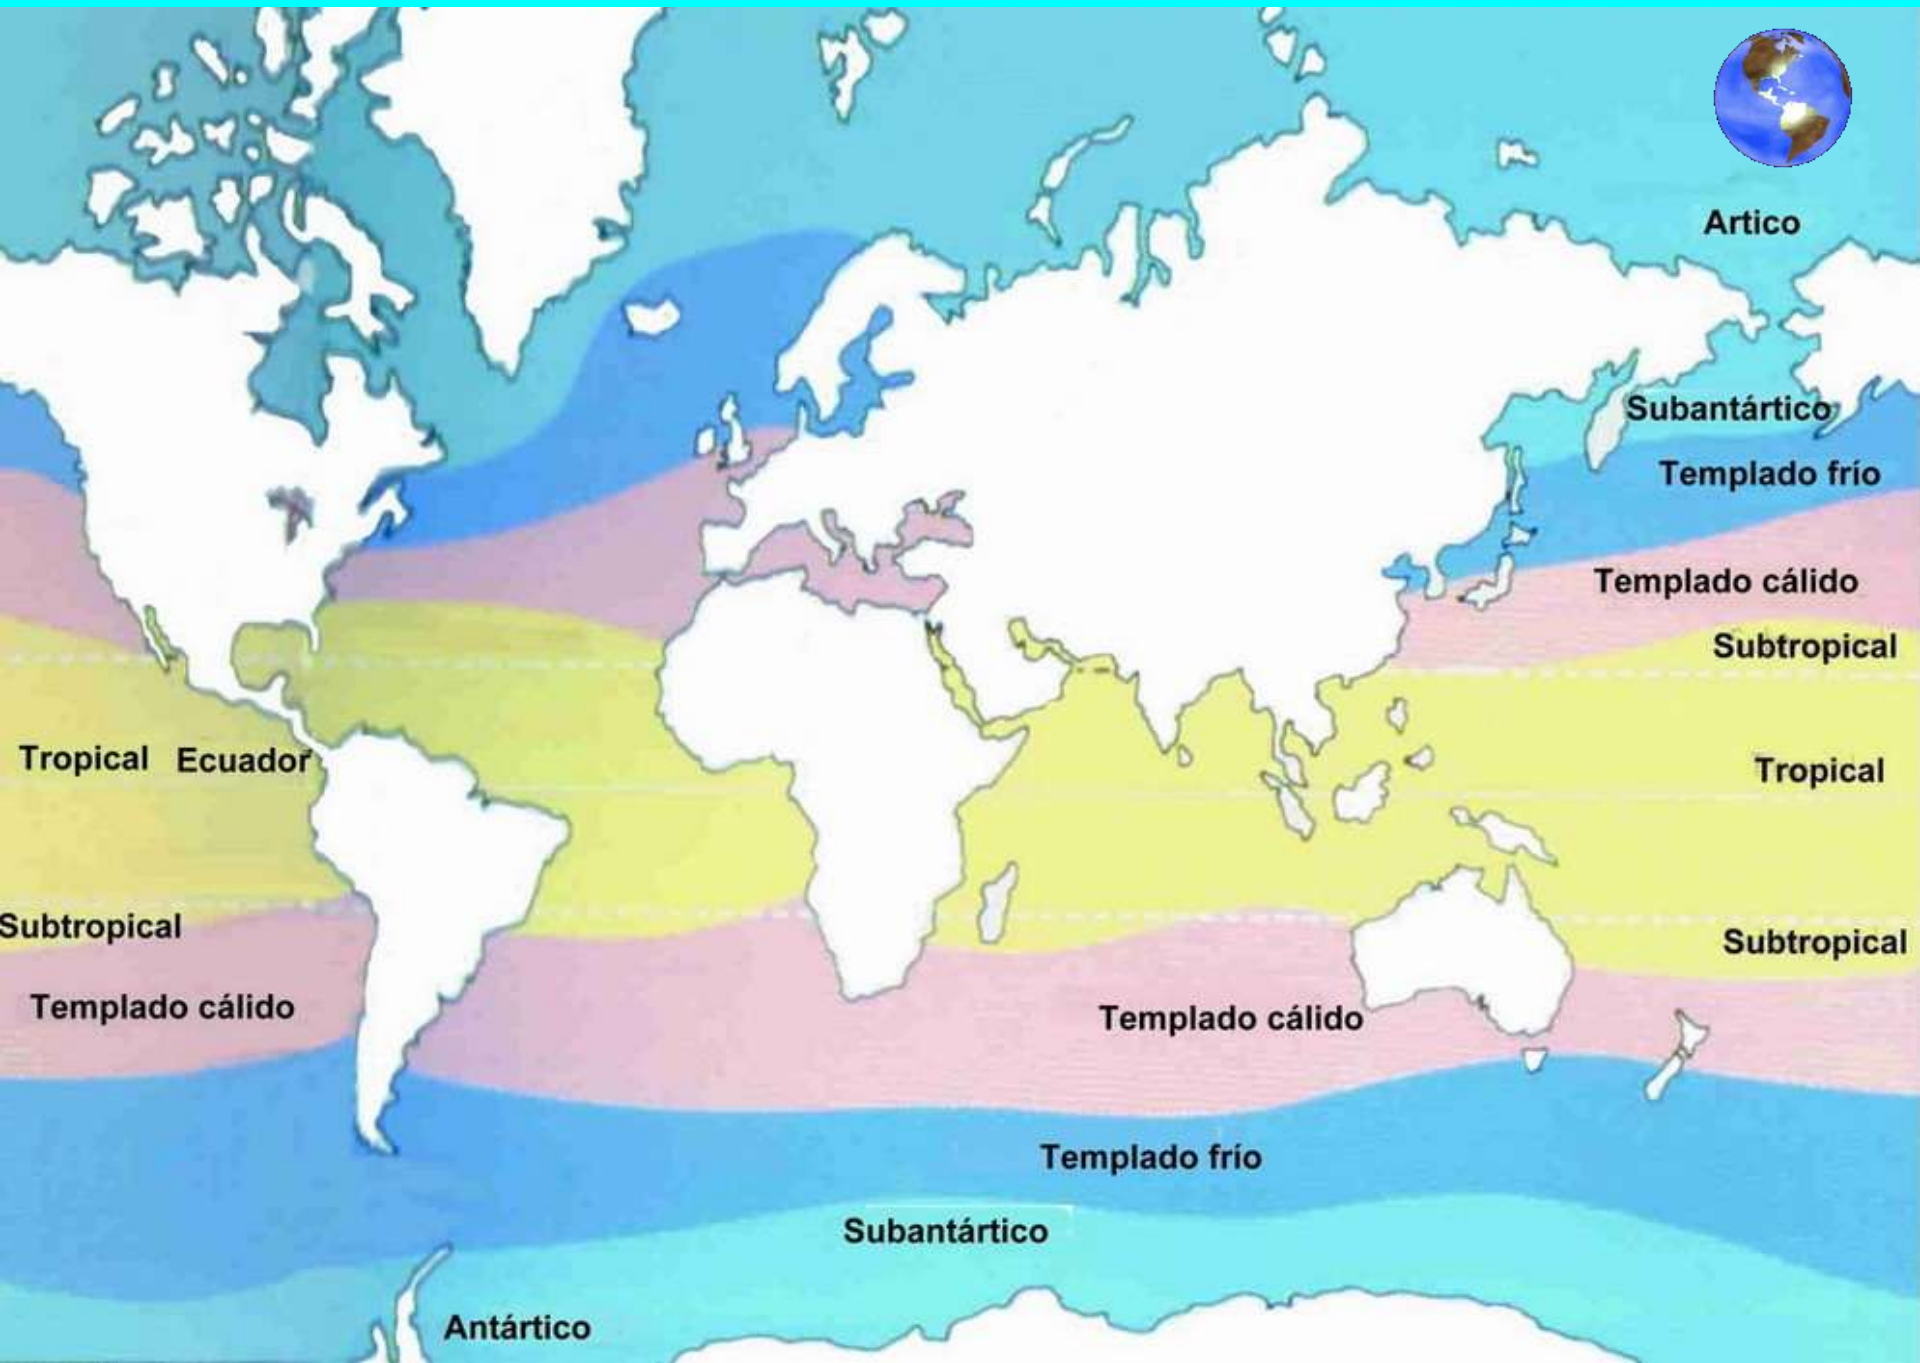 Artico
Subantártico
Templado frío
Templado cálido
Subtropical
Tropical Ecuador
Tropical
Subtropical
Subtropical
Templado cálido
Templado cálido
Templado frío
Subantártico
Antártico